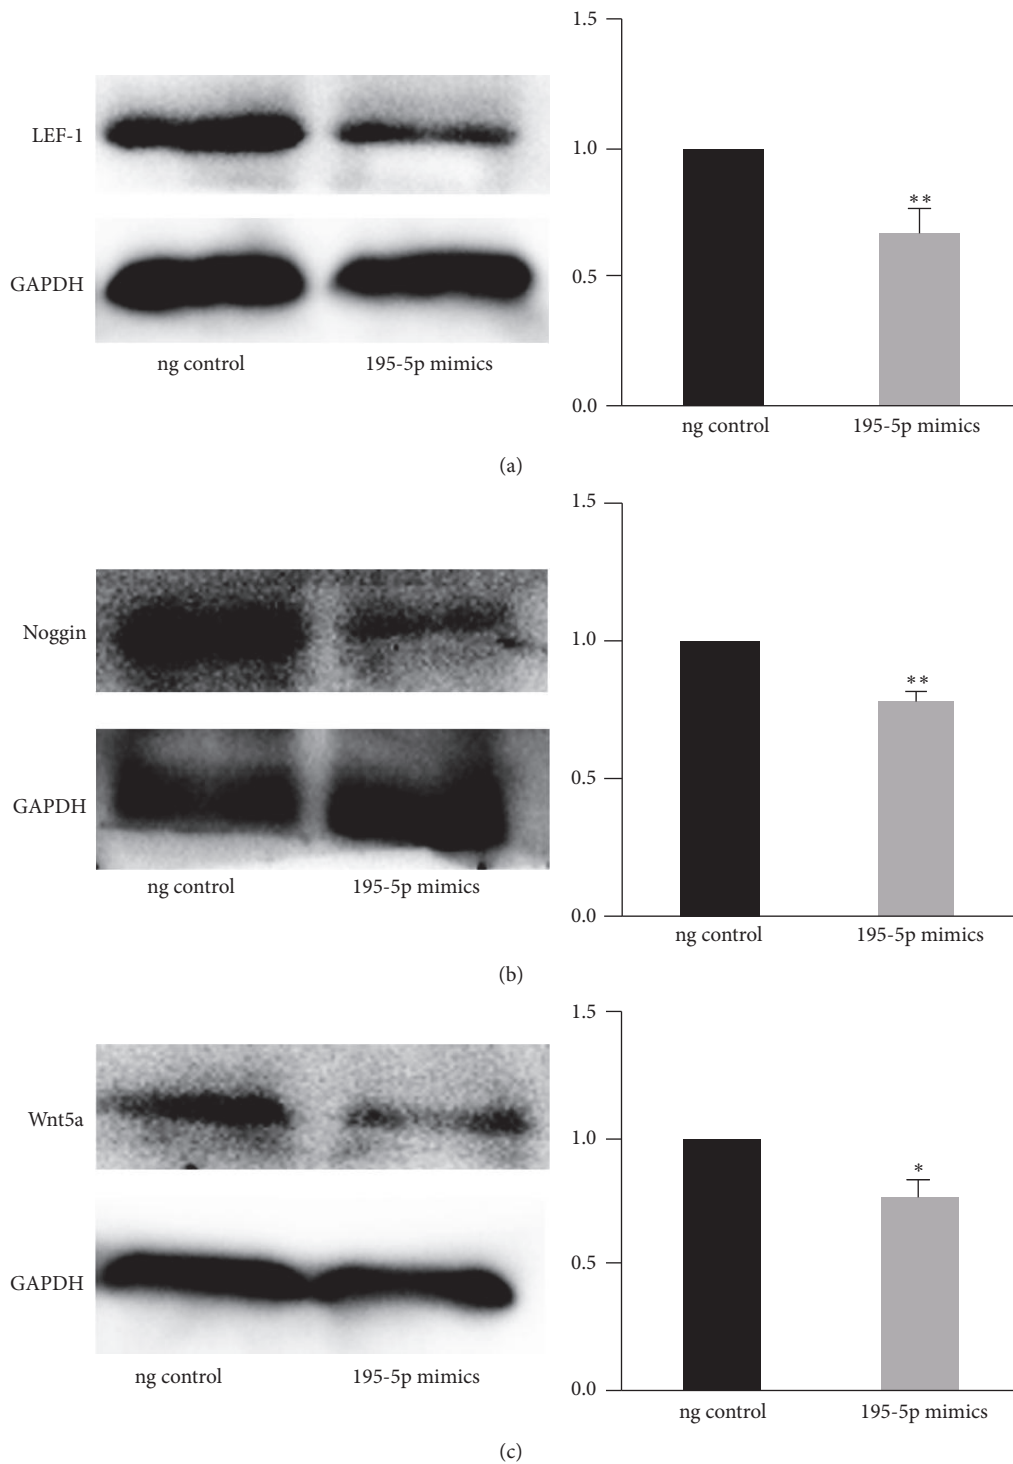 LEF-1
GAPDH
ng control 195-5p mimics
1.5
1.0
0.5
0.0
**
ng control 195-5p mimics
(a)
Noggin
GAPDH
ng control 195-5p mimics
1.5
1.0
0.5
0.0
**
ng control 195-5p mimics
(b)
Wnt5a
GAPDH
ng control 195-5p mimics
1.5
1.0
0.5
0.0
*
ng control 195-5p mimics
(c)